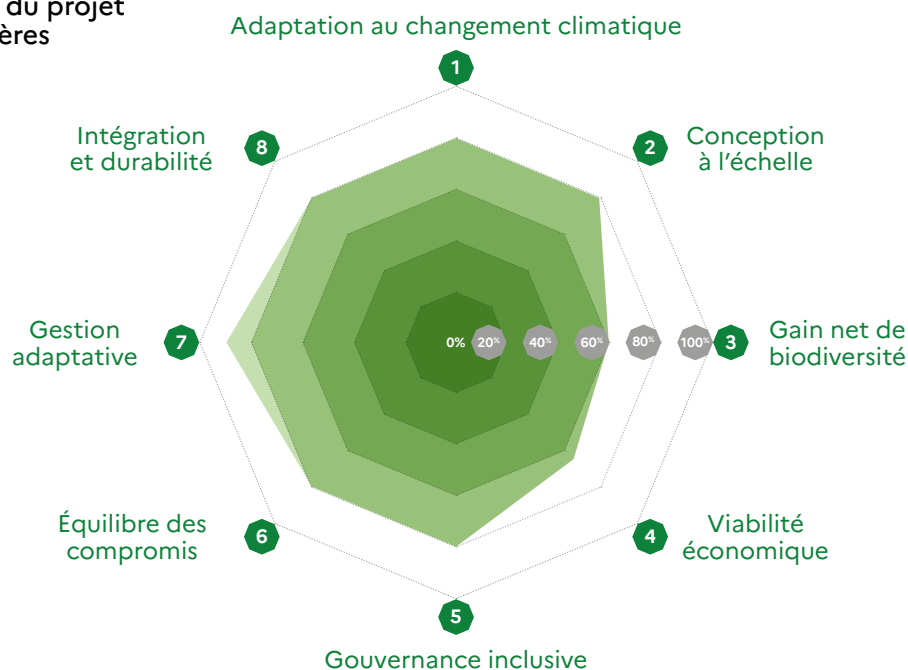 du projet
ères
Adaptation au changement climatique
1
2
Conception
à l'échelle
Intégration
et durabilité
8
Gestion
adaptative
7
0%
20%
40%
60%
80%
100%
3
Gain net de
biodiversité
Équilibre des
compromis
6
4
Viabilité
économique
5
Gouvernance inclusive